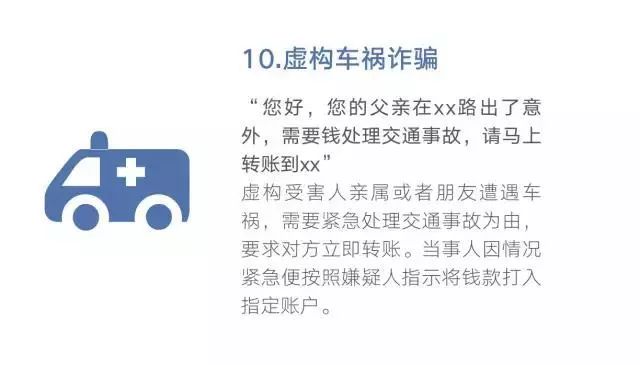 10.虚构车祸诈骗
“您好，您的父亲在xx路出了意
外，需要钱处理交通事故，请马上
转账到xx”
虚构受害人亲属或者朋友遭遇车
祸，需要紧急处理交通事故为由，
要求对方立即转账。当事人因情况
紧急便按照嫌疑人指示将钱款打入
指定账户。